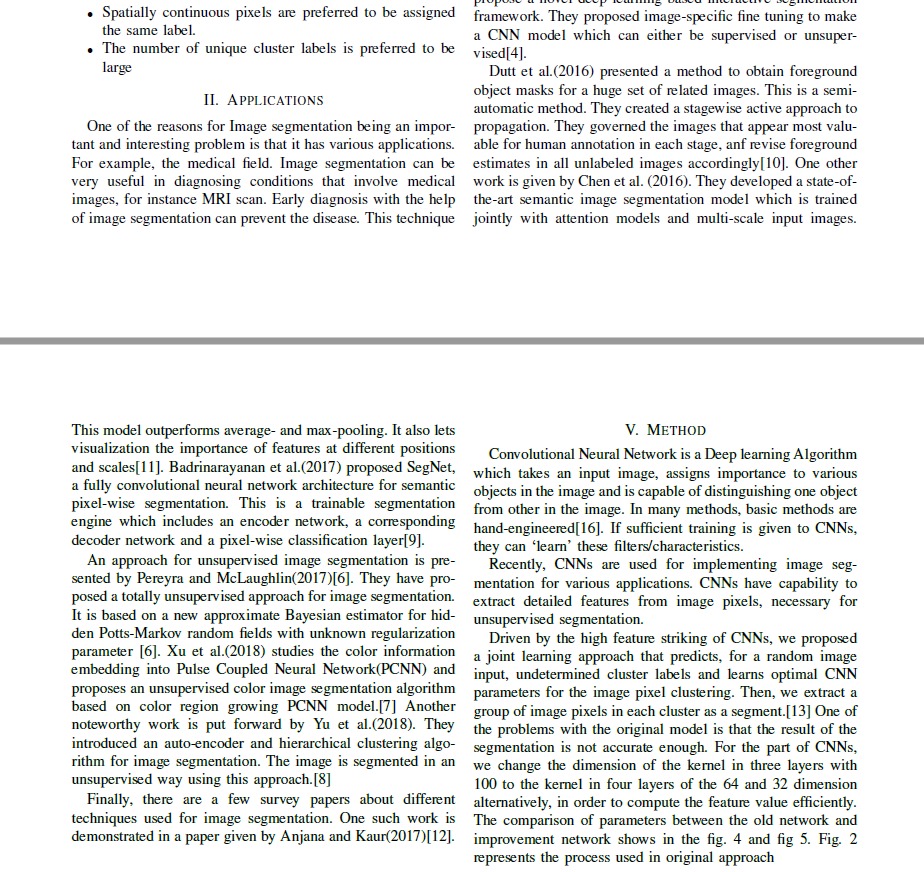 • Spatially continuous pixels are preferred to be assigned
the same label.
• The number of unique cluster labels is preferred to be
large
II. APPLICATIONS
One of the reasons for Image segmentation being an impor-
tant and interesting problem is that it has various applications.
For example, the medical field. Image segmentation can be
very useful in diagnosing conditions that involve medical
images, for instance MRI scan. Early diagnosis with the help
of image segmentation can prevent the disease. This technique
framework. They proposed image-specific fine tuning to make
a CNN model which can either be supervised or unsuper-
vised[4].
Dutt et al.(2016) presented a method to obtain foreground
object masks for a huge set of related images. This is a semi-
automatic method. They created a stagewise active approach to
propagation. They governed the images that appear most valu-
able for human annotation in each stage, anf revise foreground
estimates in all unlabeled images accordingly[10]. One other
work is given by Chen et al. (2016). They developed a state-of-
the-art semantic image segmentation model which is trained
jointly with attention models and multi-scale input images.
This model outperforms average- and max-pooling. It also lets
visualization the importance of features at different positions
and scales[11]. Badrinarayanan et al.(2017) proposed SegNet,
a fully convolutional neural network architecture for semantic
pixel-wise segmentation. This is a trainable segmentation
engine which includes an encoder network, a corresponding
decoder network and a pixel-wise classification layer[9].
An approach for unsupervised image segmentation is pre-
sented by Pereyra and McLaughlin(2017)[6]. They have pro-
posed a totally unsupervised approach for image segmentation.
It is based on a new approximate Bayesian estimator for hid-
den Potts-Markov random fields with unknown regularization
parameter [6]. Xu et al.(2018) studies the color information
embedding into Pulse Coupled Neural Network(PCNN) and
proposes an unsupervised color image segmentation algorithm
based on color region growing PCNN model.[7] Another
noteworthy work is put forward by Yu et al.(2018). They
introduced an auto-encoder and hierarchical clustering algo-
rithm for image segmentation. The image is segmented in an
unsupervised way using this approach.[8]
Finally, there are a few survey papers about different
techniques used for image segmentation. One such work is
demonstrated in a paper given by Anjana and Kaur(2017)[12].
V. METHOD
Convolutional Neural Network is a Deep learning Algorithm
which takes an input image, assigns importance to various
objects in the image and is capable of distinguishing one object
from other in the image. In many methods, basic methods are
hand-engineered[16]. If sufficient training is given to CNNs,
they can ‘learn’ these filters/characteristics.
Recently, CNNs are used for implementing image seg-
mentation for various applications. CNNs have capability to
extract detailed features from image pixels, necessary for
unsupervised segmentation.
Driven by the high feature striking of CNNs, we proposed
a joint learning approach that predicts, for a random image
input, undetermined cluster labels and learns optimal CNN
parameters for the image pixel clustering. Then, we extract a
group of image pixels in each cluster as a segment.[13] One of
the problems with the original model is that the result of the
segmentation is not accurate enough. For the part of CNNs,
we change the dimension of the kernel in three layers with
100 to the kernel in four layers of the 64 and 32 dimension
alternatively, in order to compute the feature value efficiently.
The comparison of parameters between the old network and
improvement network shows in the fig. 4 and fig 5. Fig. 2
represents the process used in original approach